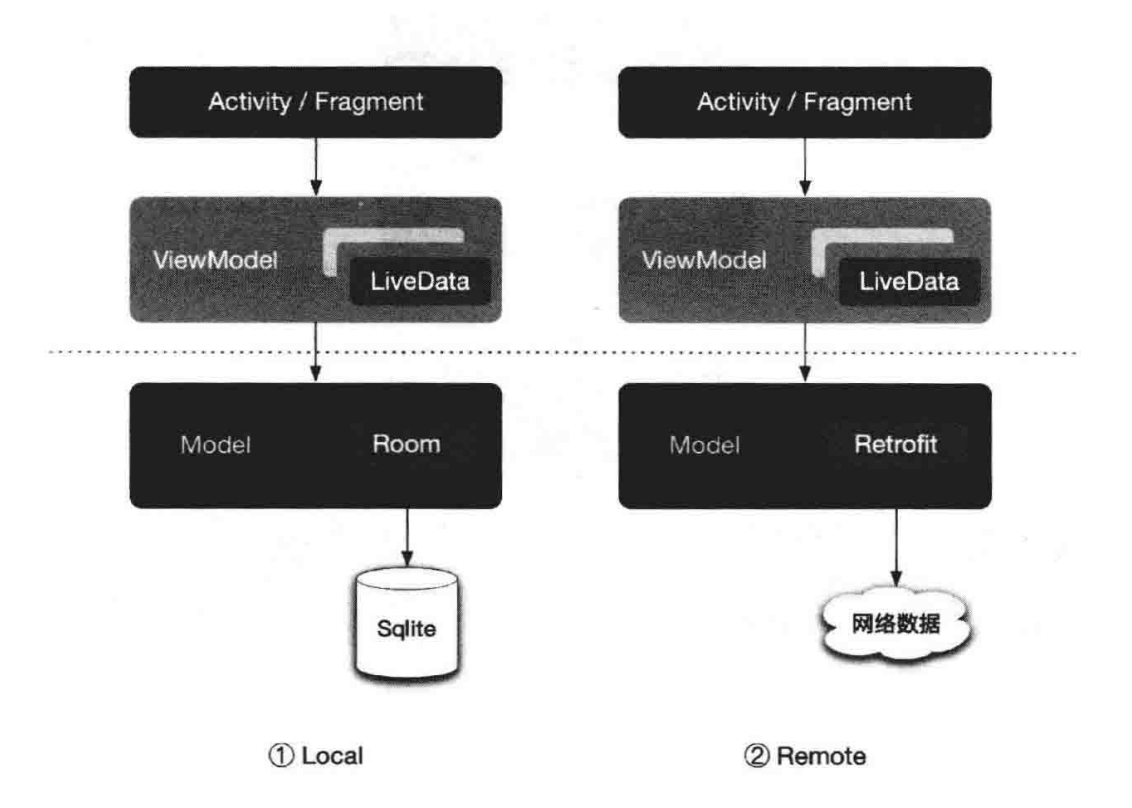 Activity / Fragment
ViewModel
LiveData
Model
Room
Sqlite
① Local
Activity / Fragment
ViewModel
LiveData
Model
Retrofit
网络数据
② Remote